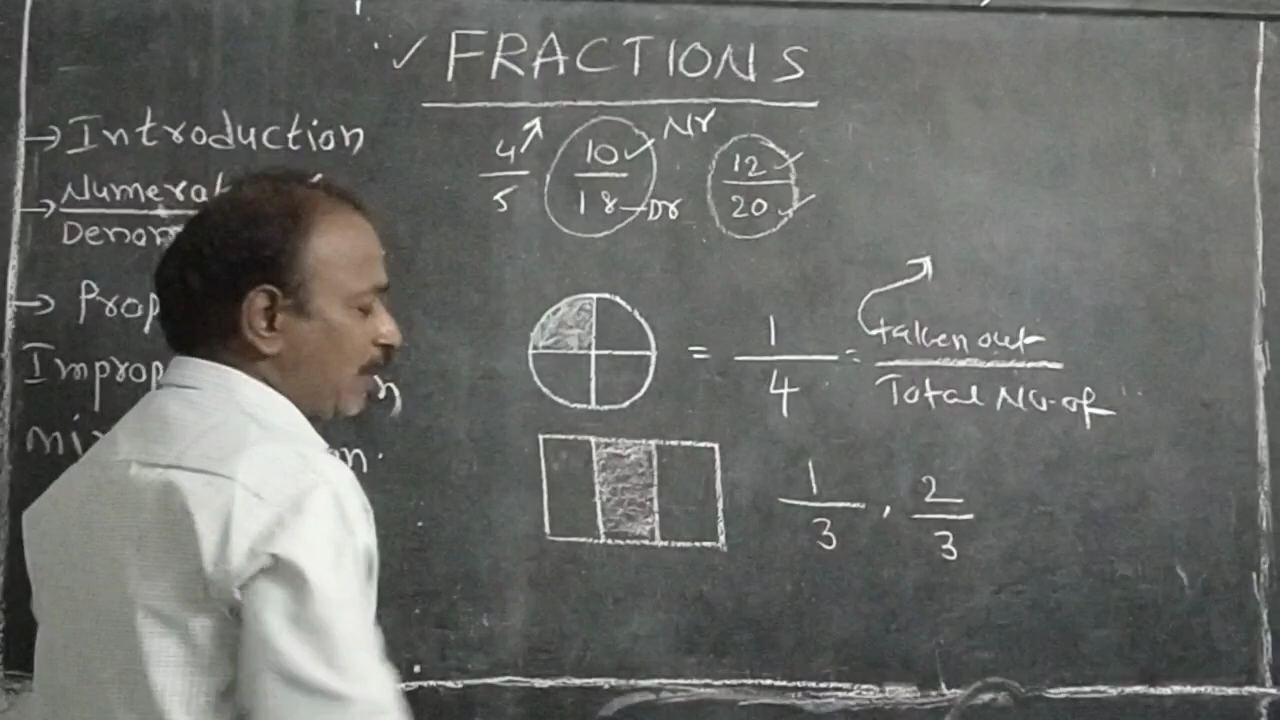 ✓ FRACTIONS
→ Introduction
→ Numerat
Denom
→ Prop
Improp n
mi on.
4/5 10/18 Nr Dr 12/20
= 1/4 = taken out / Total No. of
1/3 , 2/3